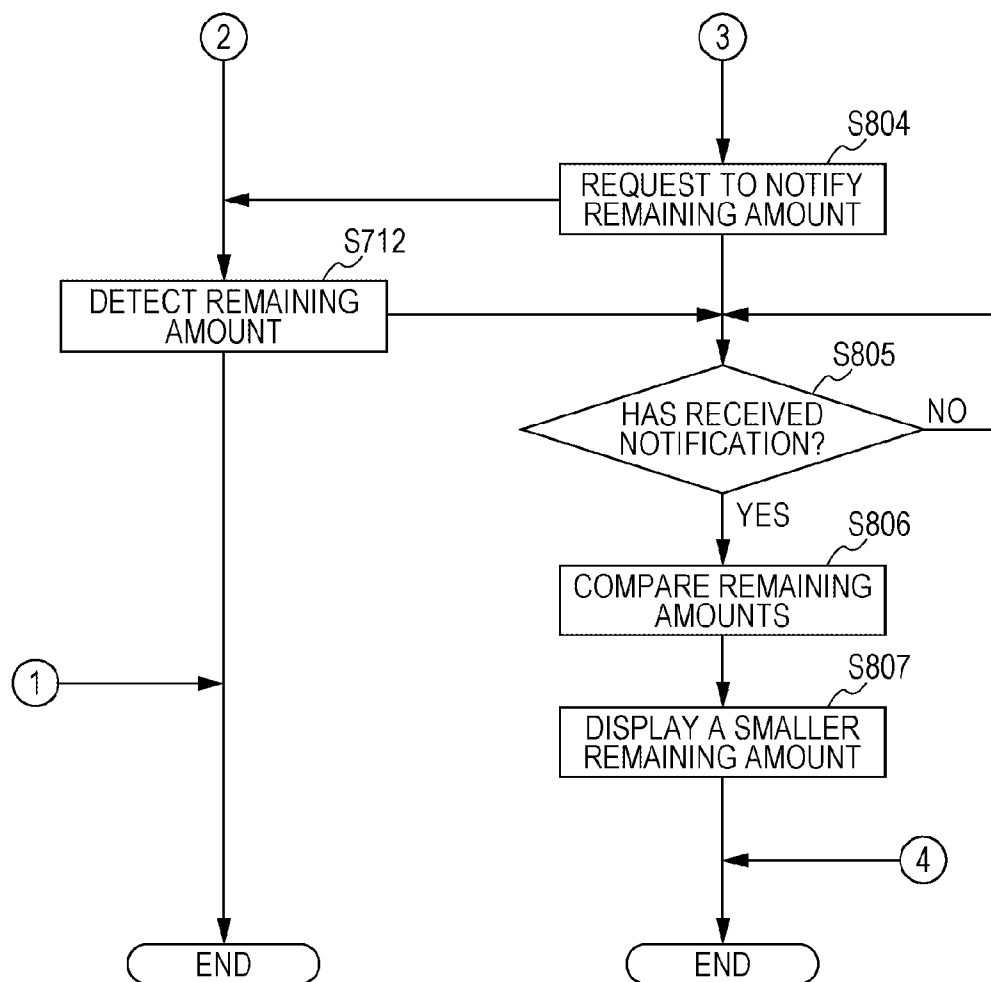 2
3
S804
REQUEST TO NOTIFY
REMAINING AMOUNT
S712
DETECT REMAINING
AMOUNT
S805
HAS RECEIVED
NOTIFICATION?
NO
YES
S806
COMPARE REMAINING
AMOUNTS
1
S807
DISPLAY A SMALLER
REMAINING AMOUNT
4
END
END